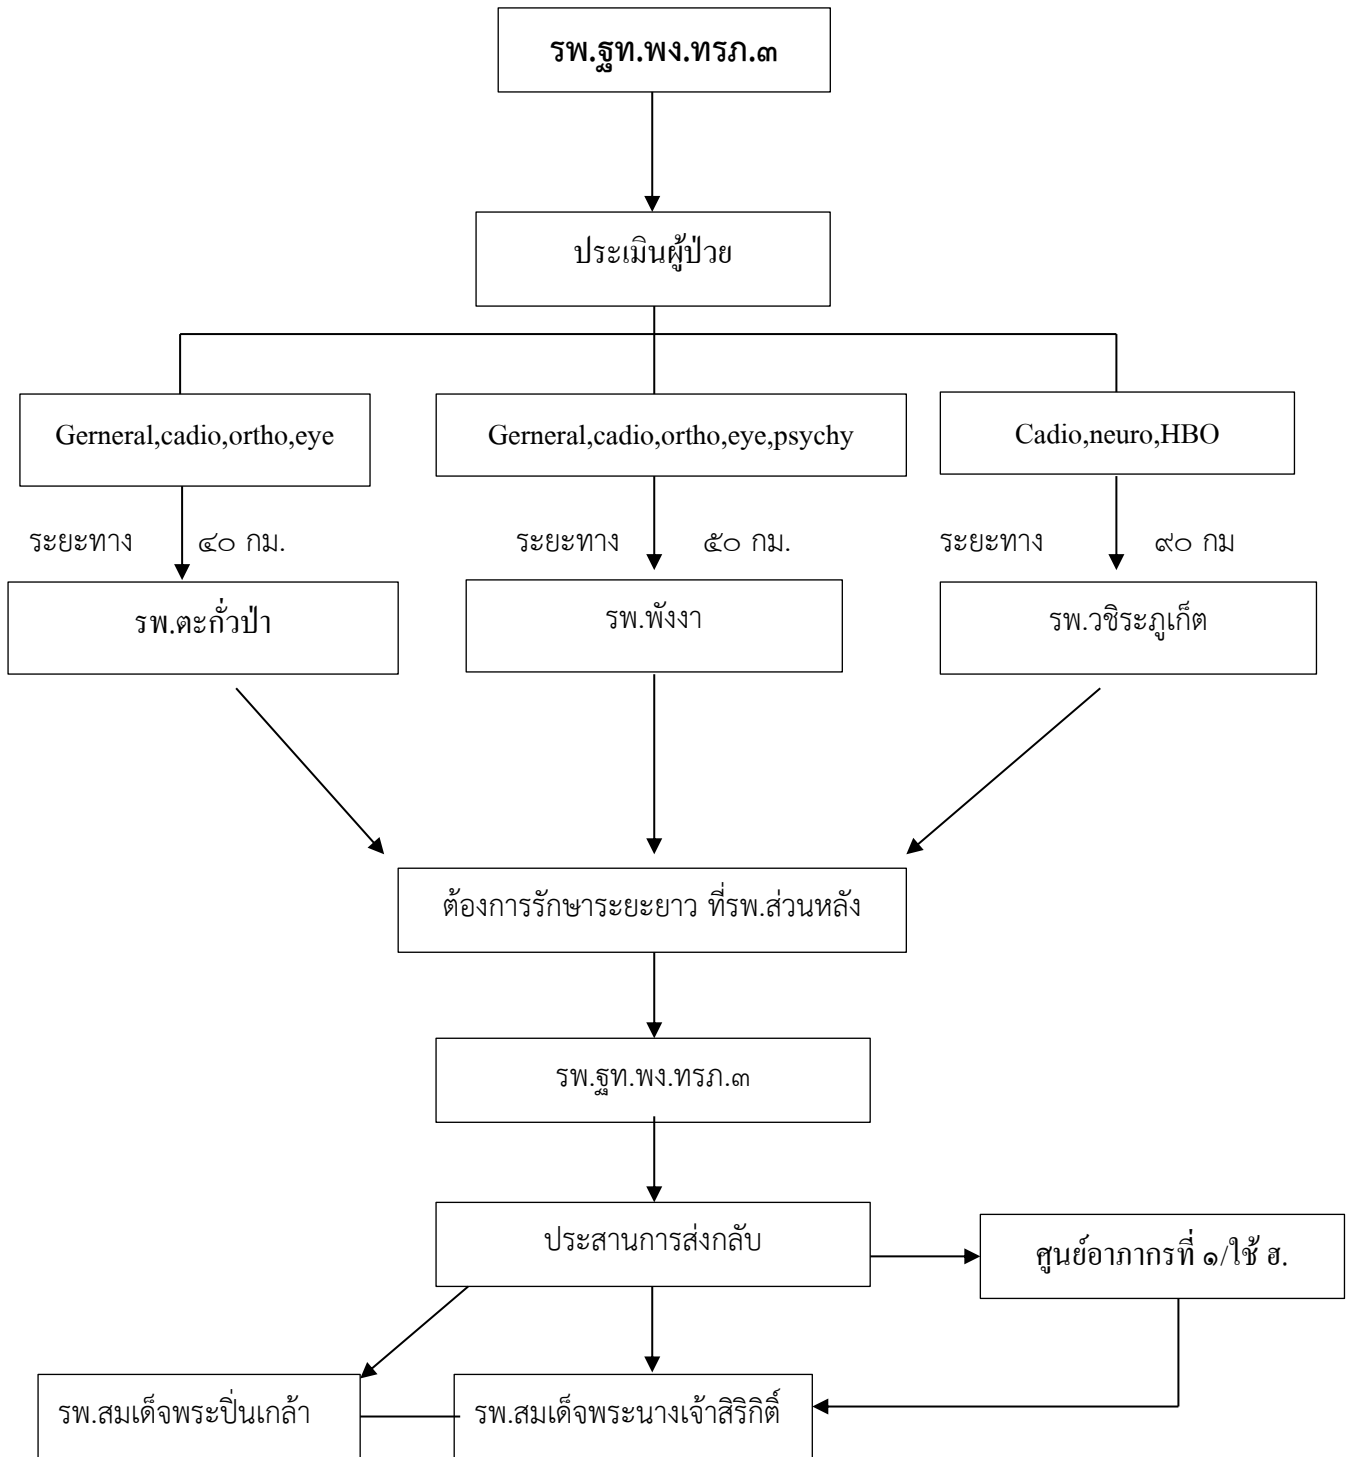 รพ.ฐท.พง.ทรภ.๓
ประเมินผู้ป่วย
Gerneral,cadio,ortho,eye
Gerneral,cadio,ortho,eye,psychy
Cadio,neuro,HBO
ระยะทาง ๔๐ กม.
ระยะทาง ๕๐ กม.
ระยะทาง ๙๐ กม
รพ.ตะกั่วป่า
รพ.พังงา
รพ.วชิระภูเก็ต
ต้องการรักษาระยะยาว ที่รพ.ส่วนหลัง
รพ.ฐท.พง.ทรภ.๓
ประสานการส่งกลับ
ศูนย์อาภากรที่ ๑/ใช้ ฮ.
รพ.สมเด็จพระปิ่นเกล้า
รพ.สมเด็จพระนางเจ้าสิริกิติ์